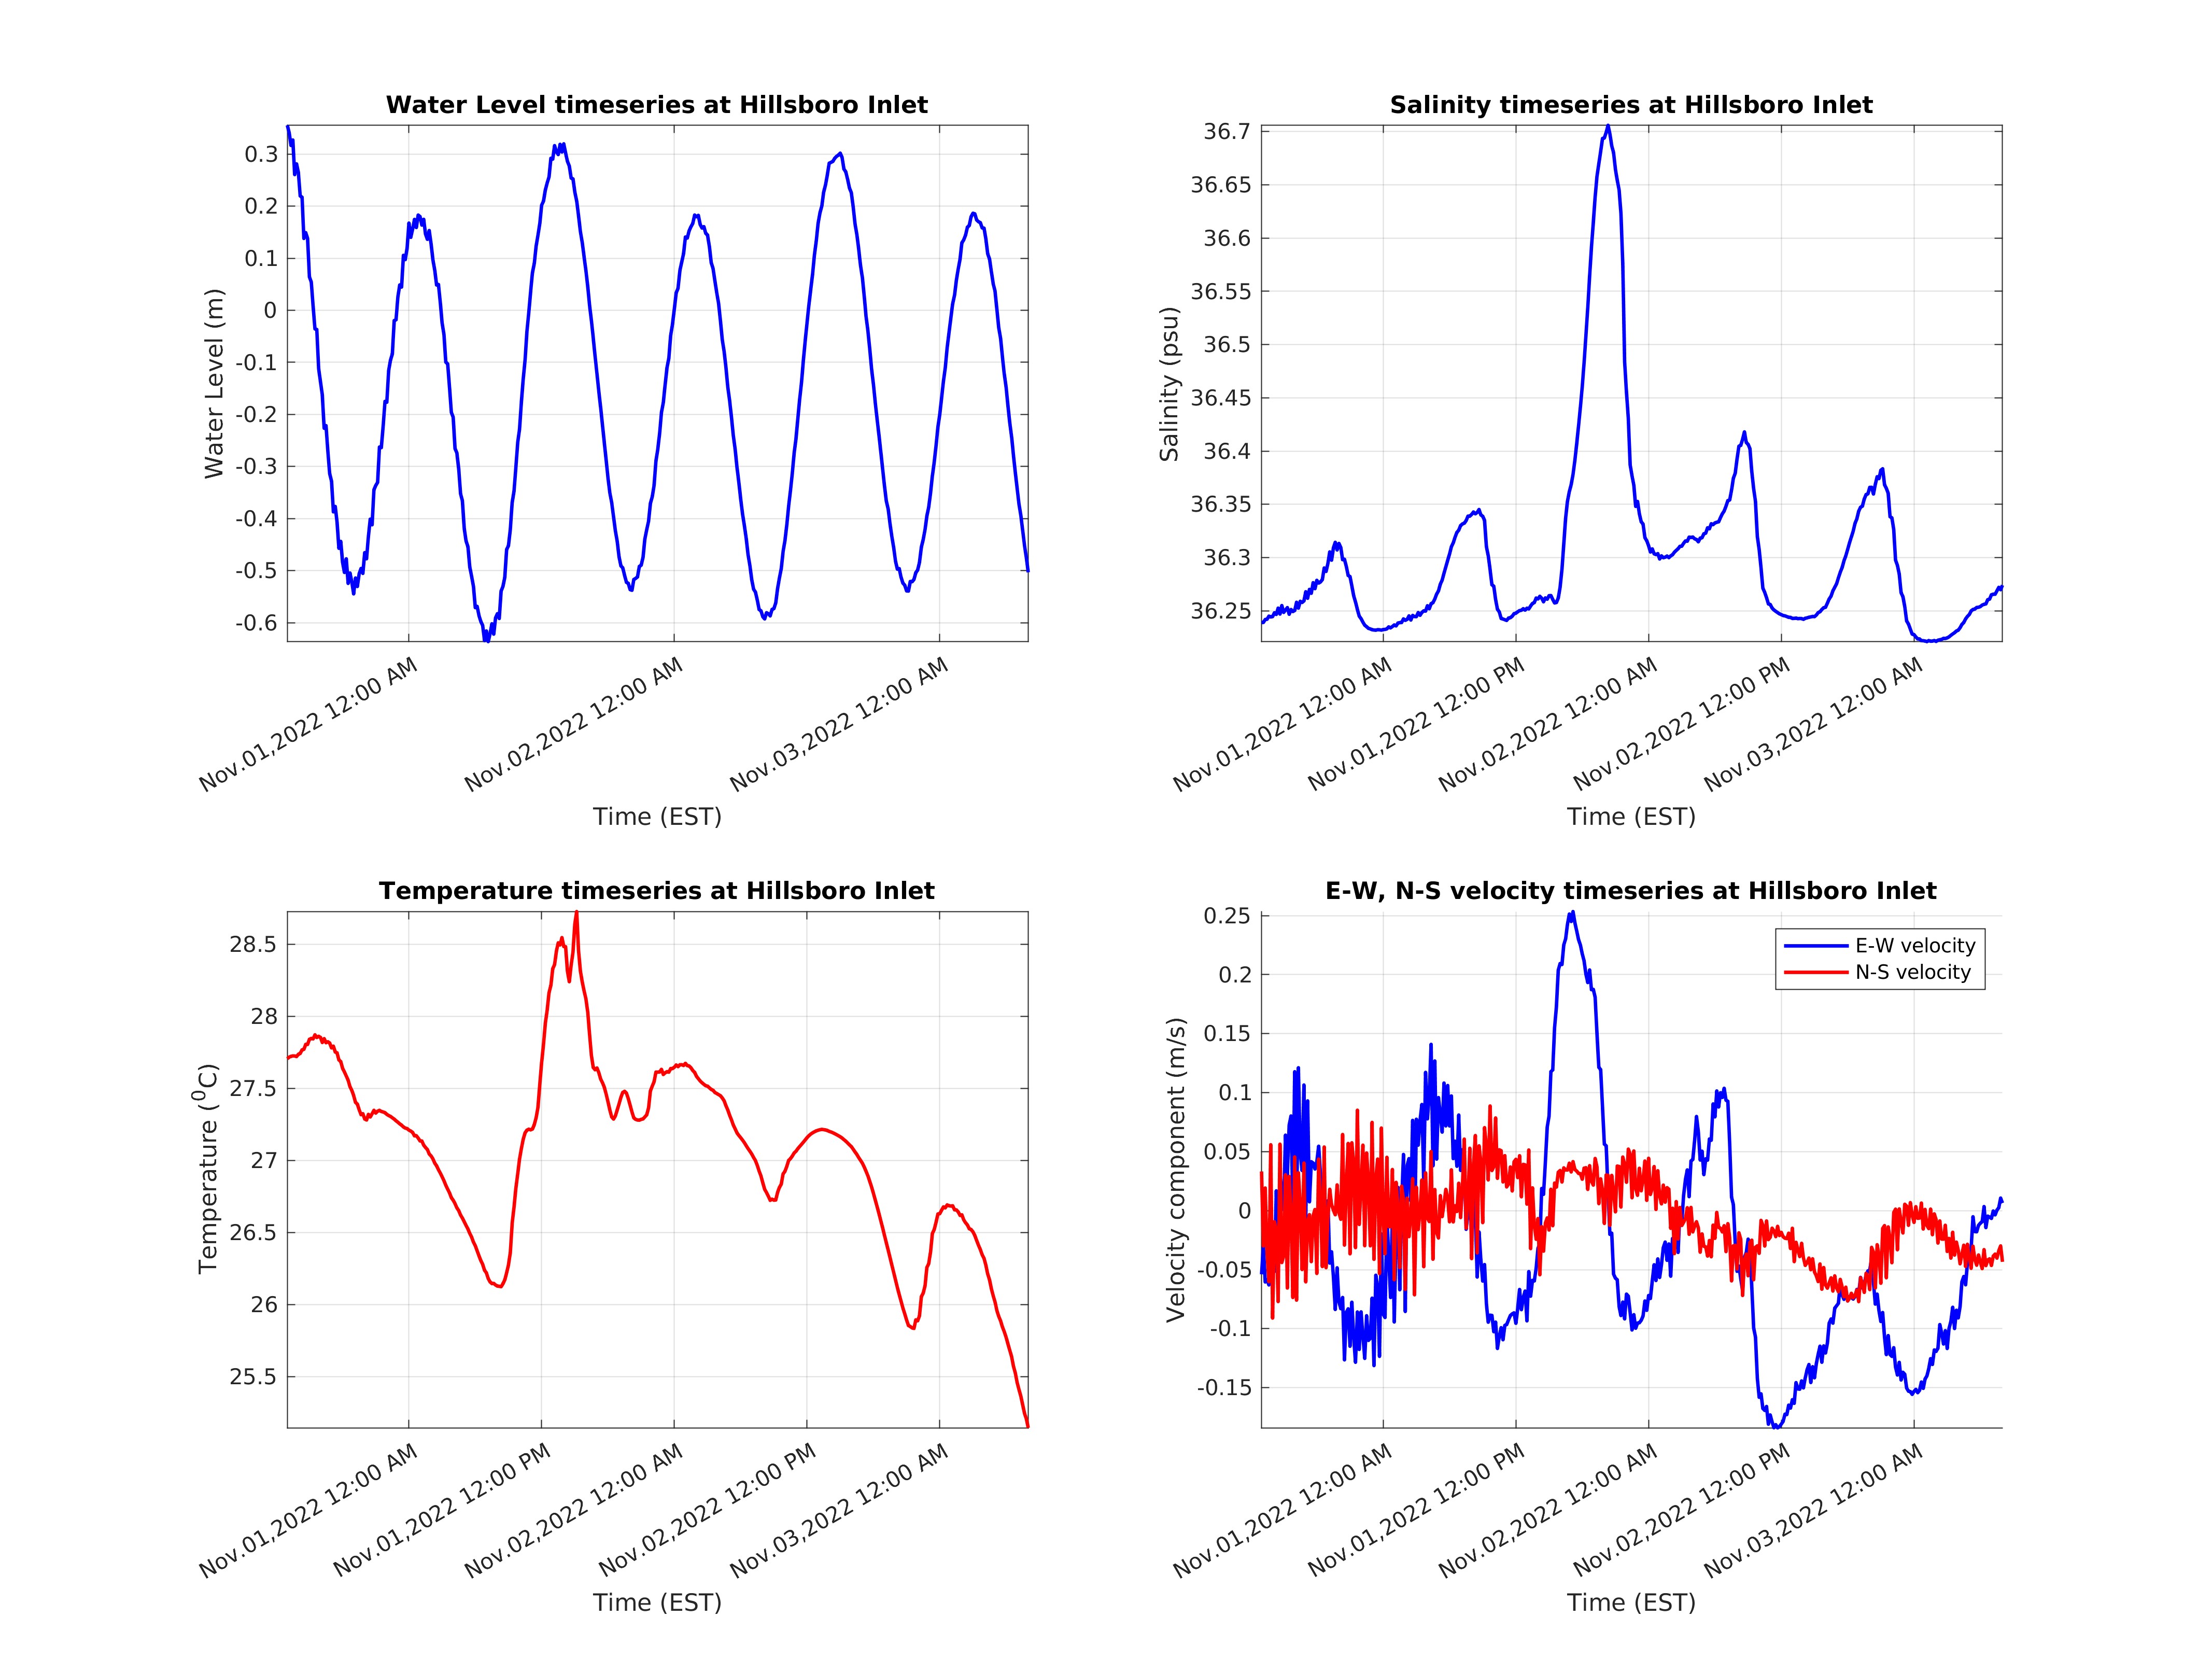 Water Level timeseries at Hillsboro Inlet
0.3
0.2
0.1
0
-0.1
-0.2
-0.3
-0.4
-0.5
-0.6
Water Level (m)
Nov.01,2022 12:00 AM
Nov.02,2022 12:00 AM
Nov.03,2022 12:00 AM
Time (EST)
Salinity timeseries at Hillsboro Inlet
36.7
36.65
36.6
36.55
36.5
36.45
36.4
36.35
36.3
36.25
Salinity (psu)
Nov.01,2022 12:00 AM
Nov.01,2022 12:00 PM
Nov.02,2022 12:00 AM
Nov.02,2022 12:00 PM
Nov.03,2022 12:00 AM
Time (EST)
Temperature timeseries at Hillsboro Inlet
28.5
28
27.5
27
26.5
26
25.5
Temperature (⁰C)
Nov.01,2022 12:00 AM
Nov.01,2022 12:00 PM
Nov.02,2022 12:00 AM
Nov.02,2022 12:00 PM
Nov.03,2022 12:00 AM
Time (EST)
E-W, N-S velocity timeseries at Hillsboro Inlet
0.25
0.2
0.15
0.1
0.05
0
-0.05
-0.1
-0.15
Velocity component (m/s)
E-W velocity
N-S velocity
Nov.01,2022 12:00 AM
Nov.01,2022 12:00 PM
Nov.02,2022 12:00 AM
Nov.02,2022 12:00 PM
Nov.03,2022 12:00 AM
Time (EST)